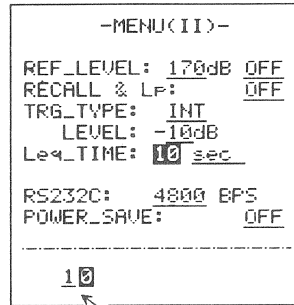 -MENU(II)-
REF_LEVEL: 170dB OFF
RECALL & Lp: OFF
TRG_TYPE: INT
LEVEL: -10dB
Leq_TIME: 10 sec
RS232C: 4800 BPS
POWER_SAVE: OFF
10